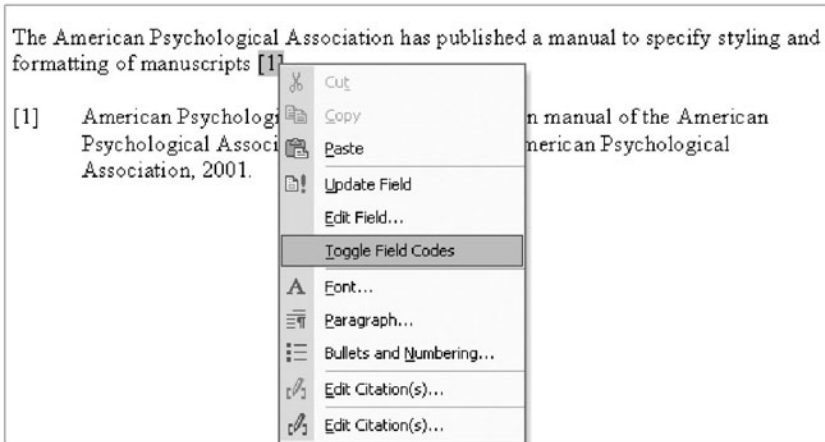 The American Psychological Association has published a manual to specify styling and
formatting of manuscripts [1]
[1] American Psychologi n manual of the American
Psychological Associ merican Psychological
Association, 2001.
Cut
Copy
Paste
Update Field
Edit Field...
Toggle Field Codes
Font...
Paragraph...
Bullets and Numbering...
Edit Citation(s)...
Edit Citation(s)...